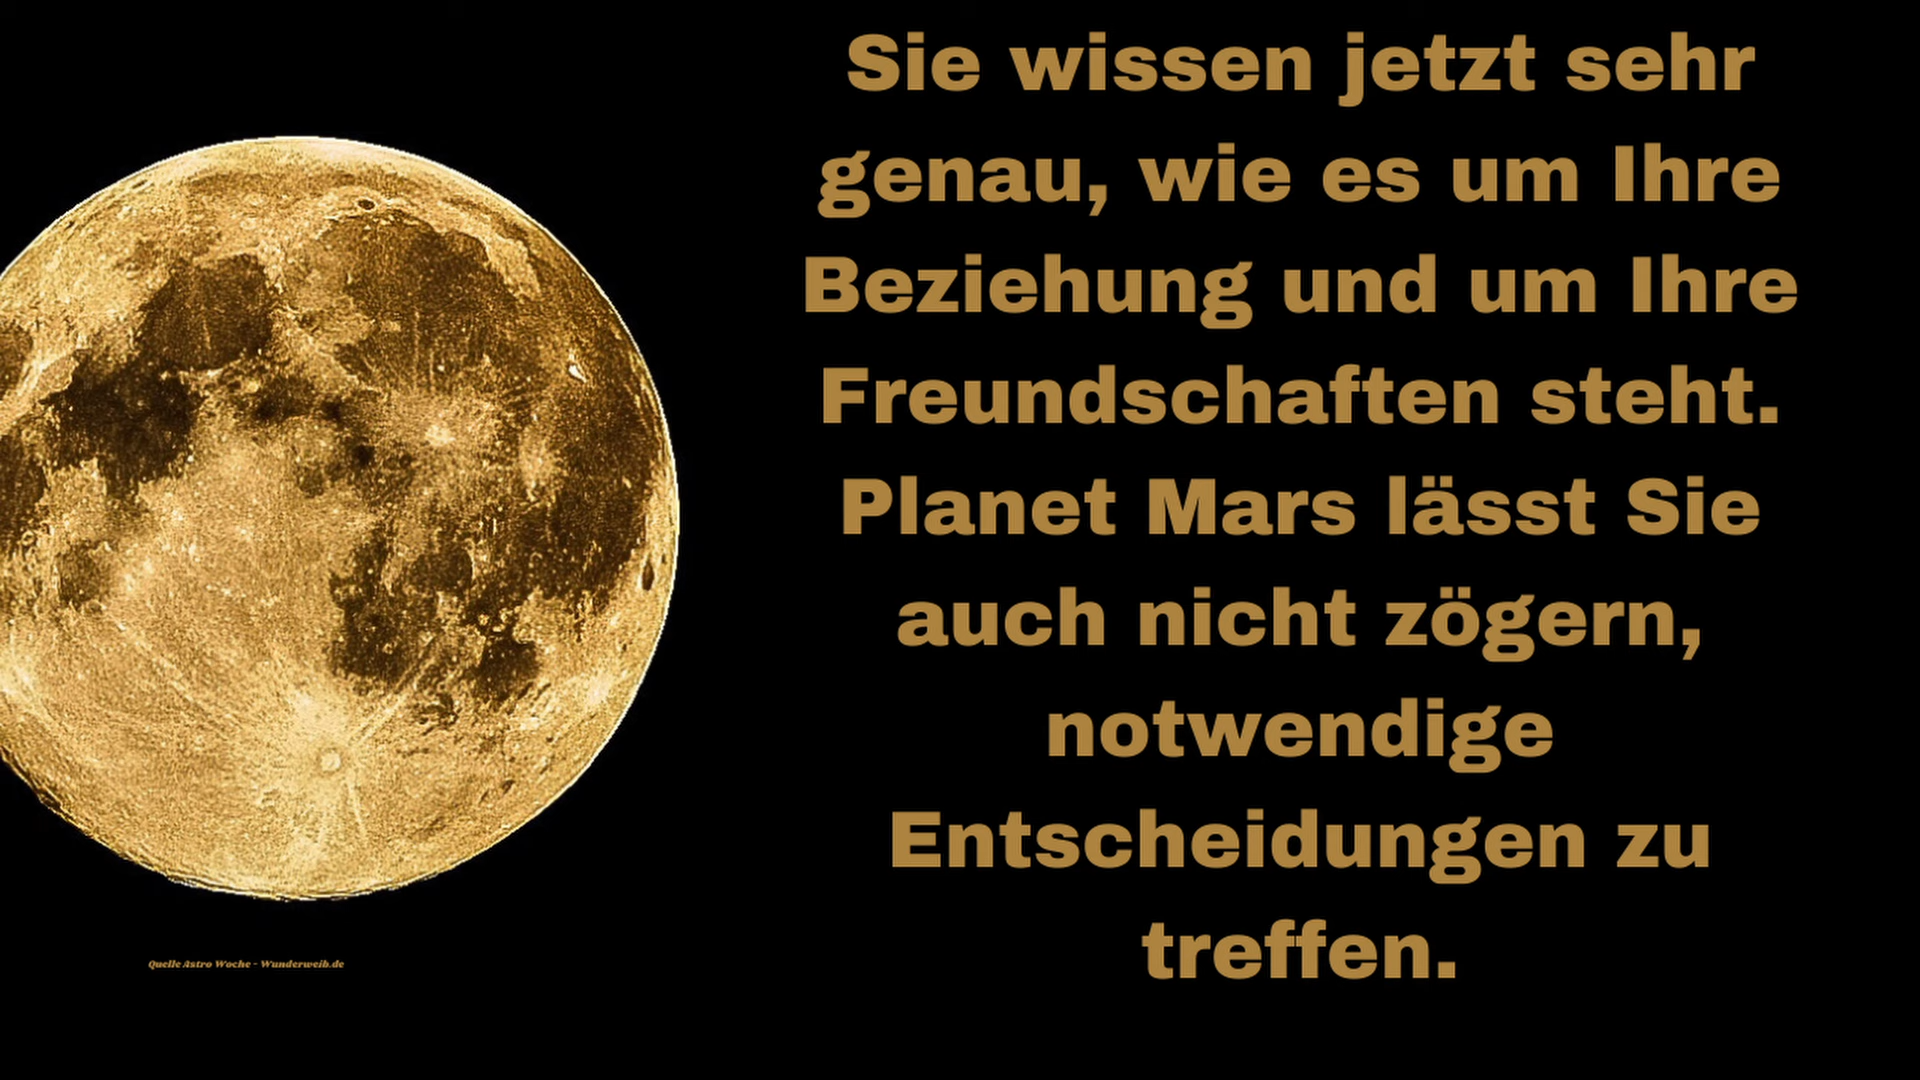 Sie wissen jetzt sehr
genau, wie es um Ihre
Beziehung und um Ihre
Freundschaften steht.
Planet Mars lässt Sie
auch nicht zögern,
notwendige
Entscheidungen zu
treffen.
Quelle Astro Woche - Wunderweib.de